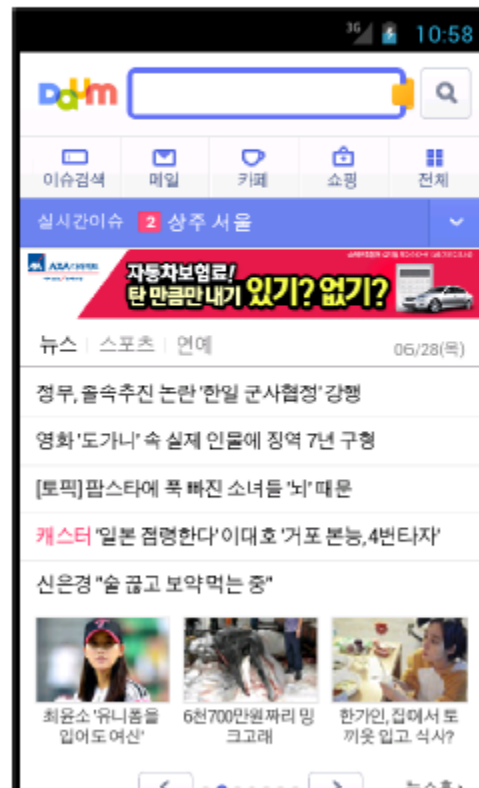 3G 10:58
Daum
이슈검색 메일 카페 쇼핑 전체
실시간이슈 2 상주 서울
AXA
자동차보험료!
탄 만큼만 내기 있기? 없기?
뉴스 스포츠 연예 06/28(목)
정부, 졸속추진 논란 '한일 군사협정' 강행
영화 '도가니' 속 실제 인물에 징역 7년 구형
[토픽] 팝스타에 푹 빠진 소녀들 '뇌' 때문
캐스터 '일본 점령한다' 이대호 '거포 본능, 4번타자'
신은경 "술 끊고 보약 먹는 중"
최윤소 '유니폼을
입어도 여신'
6천700만원짜리 밍
크고래
한가인, 집에서 토
끼옷 입고 식사?
뉴스홈 >